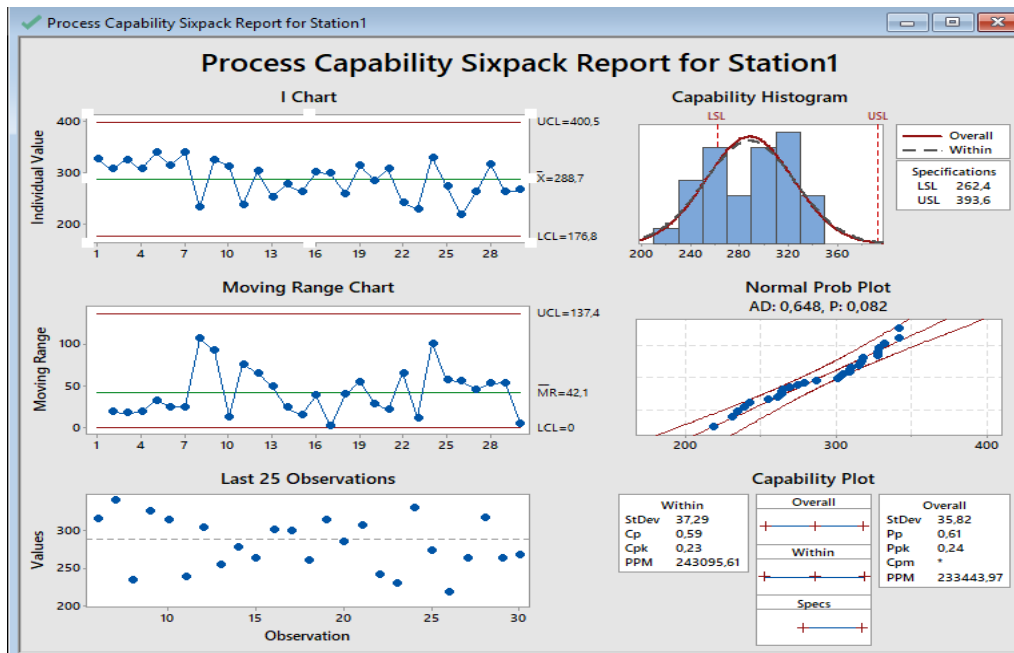 Process Capability Sixpack Report for Station1
Process Capability Sixpack Report for Station1
I Chart
Individual Value
400
300
200
UCL=400,5
X̄=288,7
LCL=176,8
1 4 7 10 13 16 19 22 25 28
Capability Histogram
LSL USL
200 240 280 320 360
Overall
Within
Specifications
LSL 262,4
USL 393,6
Moving Range Chart
Moving Range
100
50
0
UCL=137,4
M̄R̄=42,1
LCL=0
1 4 7 10 13 16 19 22 25 28
Normal Prob Plot
AD: 0,648, P: 0,082
200 300 400
Last 25 Observations
Values
300
250
200
10 15 20 25 30
Observation
Capability Plot
Within
StDev 37,29
Cp 0,59
Cpk 0,23
PPM 243095,61
Overall
Within
Specs
Overall
StDev 35,82
Pp 0,61
Ppk 0,24
Cpm *
PPM 233443,97